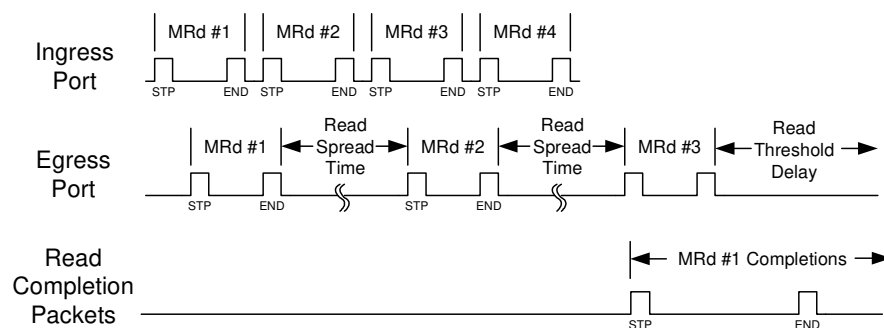 MRd #1 MRd #2 MRd #3 MRd #4
Ingress
Port
STP END STP END STP END STP END
Read
Spread
Time
Read
Spread
Time
Read
Threshold
Delay
MRd #1 MRd #2 MRd #3
Egress
Port
STP END STP END
Read
Completion
Packets
MRd #1 Completions
STP END